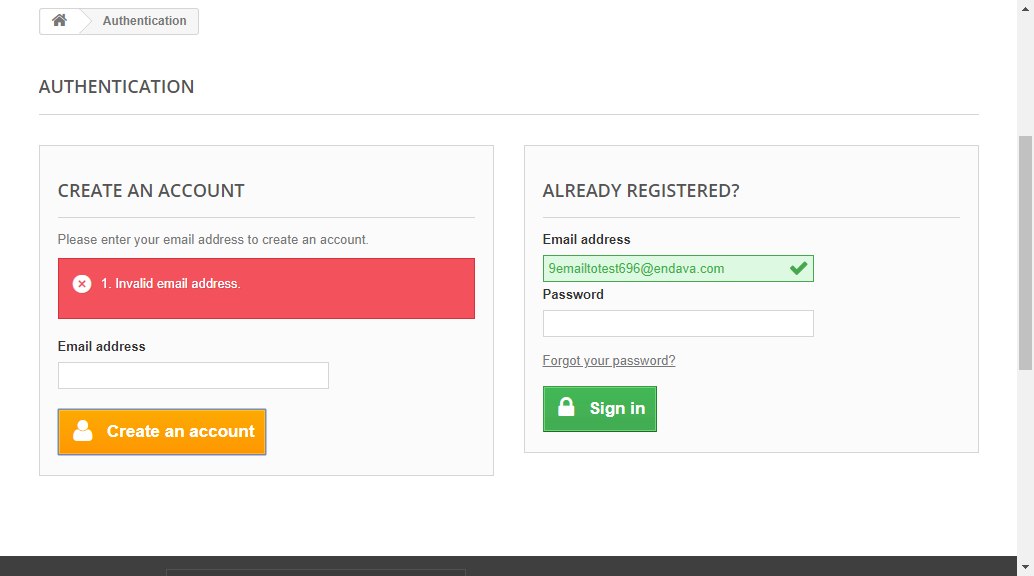 Authentication
AUTHENTICATION
CREATE AN ACCOUNT
Please enter your email address to create an account.
1. Invalid email address.
Email address
Create an account
ALREADY REGISTERED?
Email address
9emailtotest696@endava.com
Password
Forgot your password?
Sign in